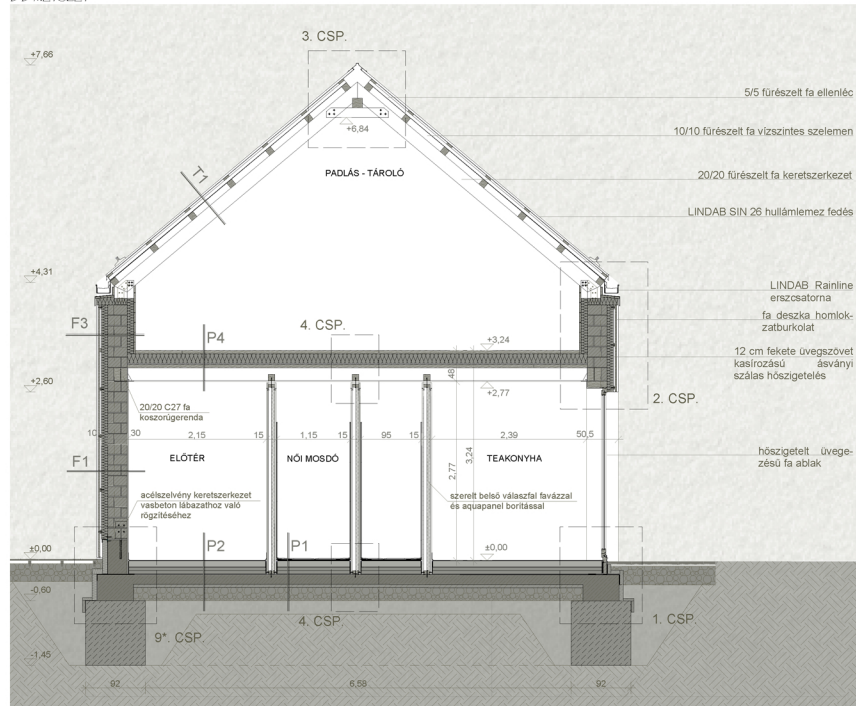 3. CSP.
+7,66
5/5 fűrészelt fa ellenléc
+6,84
10/10 fűrészelt fa vízszintes szelemen
T1
PADLÁS - TÁROLÓ
20/20 fűrészelt fa keretszerkezet
LINDAB SIN 26 hullámlemez fedés
+4,31
LINDAB Rainline
erszcsatorna
F3
P4
4. CSP.
fa deszka homlok-
zatburkolat
+3,24
12 cm fekete üvegszövet
kasírozású ásványi
szálas hőszigetelés
+2,60
48
+2,77
2. CSP.
20/20 C27 fa
koszorúgerenda
10
30
2,15
15
1,15
15
95
15
2,39
50,5
F1
ELŐTÉR
NŐI MOSDÓ
2,77
3,24
TEAKONYHA
hőszigetelt üvege-
zésű fa ablak
acélszelvény keretszerkezet
vasbeton lábazathoz való
rögzítéséhez
szerelt belső válaszfal favázzal
és aquapanel borítással
±0,00
P2
P1
±0,00
-0,60
9*. CSP.
4. CSP.
1. CSP.
-1,45
92
6,58
92